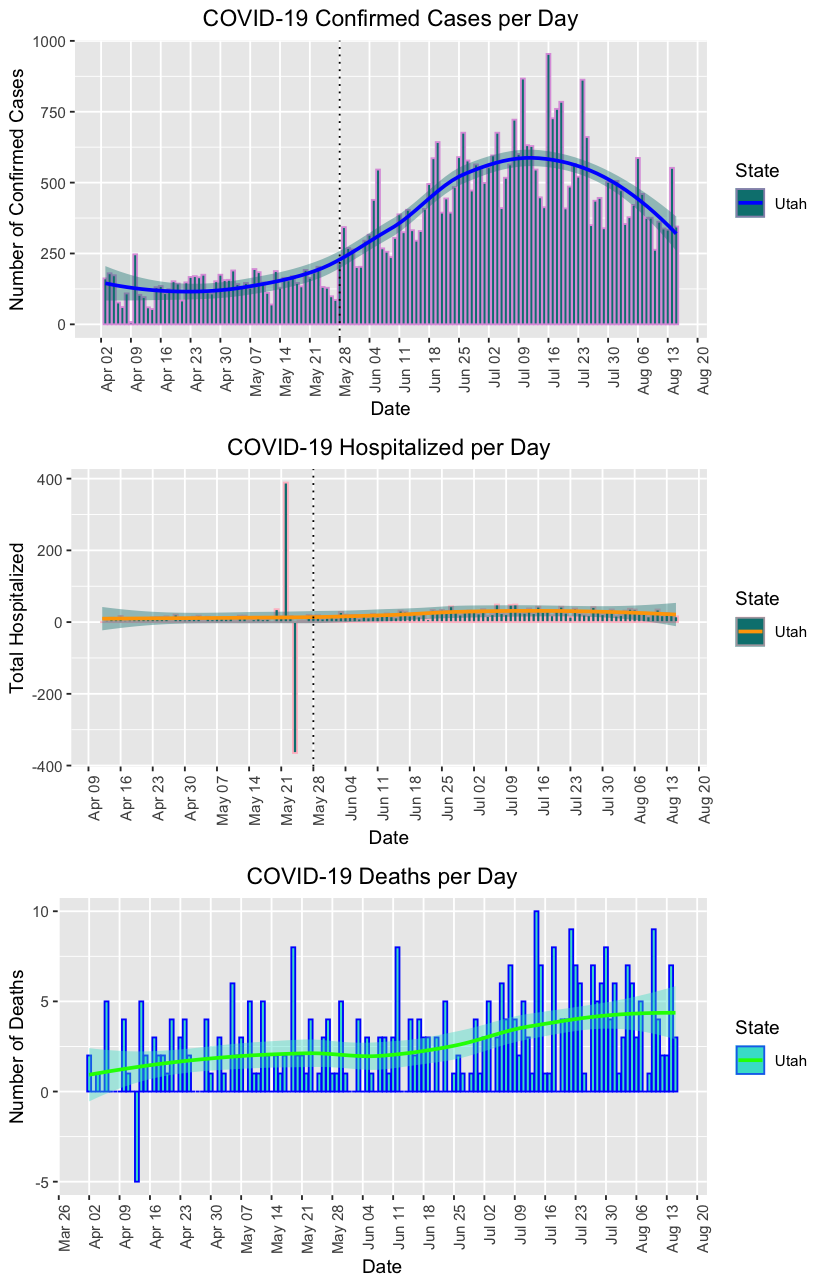 COVID-19 Confirmed Cases per Day
Number of Confirmed Cases
1000
750
500
250
0
Apr 02
Apr 09
Apr 16
Apr 23
Apr 30
May 07
May 14
May 21
May 28
Jun 04
Jun 11
Jun 18
Jun 25
Jul 02
Jul 09
Jul 16
Jul 23
Jul 30
Aug 06
Aug 13
Aug 20
Date
State
Utah
COVID-19 Hospitalized per Day
Total Hospitalized
400
200
0
-200
-400
Apr 09
Apr 16
Apr 23
Apr 30
May 07
May 14
May 21
May 28
Jun 04
Jun 11
Jun 18
Jun 25
Jul 02
Jul 09
Jul 16
Jul 23
Jul 30
Aug 06
Aug 13
Aug 20
Date
State
Utah
COVID-19 Deaths per Day
Number of Deaths
10
5
0
-5
Mar 26
Apr 02
Apr 09
Apr 16
Apr 23
Apr 30
May 07
May 14
May 21
May 28
Jun 04
Jun 11
Jun 18
Jun 25
Jul 02
Jul 09
Jul 16
Jul 23
Jul 30
Aug 06
Aug 13
Aug 20
Date
State
Utah